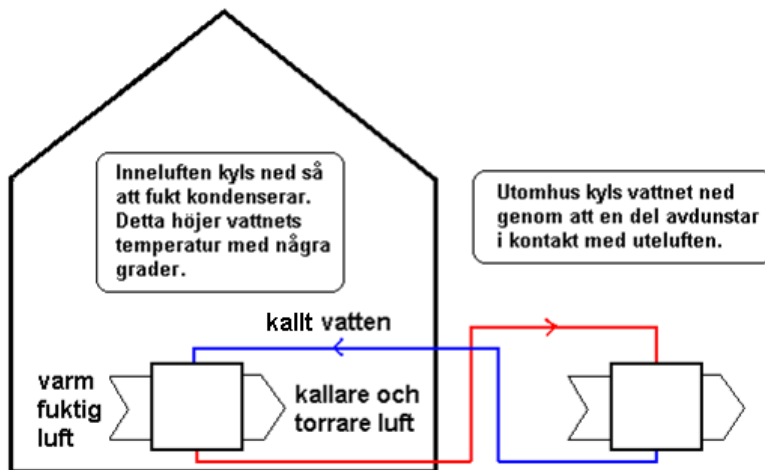 Inneluften kyls ned så
att fukt kondenserar.
Detta höjer vattnets
temperatur med några
grader.
Utomhus kyls vattnet ned
genom att en del avdunstar
i kontakt med uteluften.
kallt vatten
varm
fuktig
luft
kallare och
torrare luft